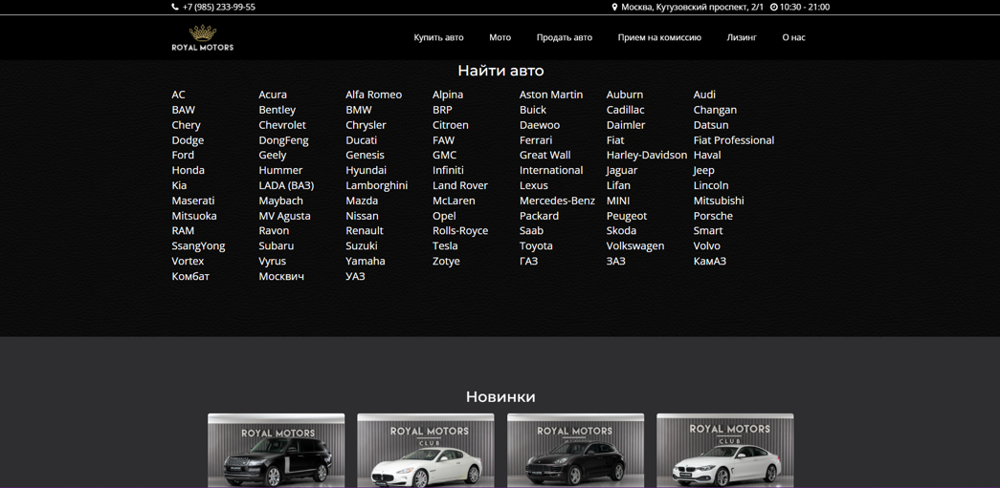 +7 (985) 233-99-55 Москва, Кутузовский проспект, 2/1 10:30 - 21:00
ROYAL MOTORS
Купить авто Мото Продать авто Прием на комиссию Лизинг О нас
Найти авто
AC Acura Alfa Romeo Alpina Aston Martin Auburn Audi
BAW Bentley BMW BRP Buick Cadillac Changan
Chery Chevrolet Chrysler Citroen Daewoo Daimler Datsun
Dodge DongFeng Ducati FAW Ferrari Fiat Fiat Professional
Ford Geely Genesis GMC Great Wall Harley-Davidson Haval
Honda Hummer Hyundai Infiniti International Jaguar Jeep
Kia LADA (ВАЗ) Lamborghini Land Rover Lexus Lifan Lincoln
Maserati Maybach Mazda McLaren Mercedes-Benz MINI Mitsubishi
Mitsuoka MV Agusta Nissan Opel Packard Peugeot Porsche
RAM Ravon Renault Rolls-Royce Saab Skoda Smart
SsangYong Subaru Suzuki Tesla Toyota Volkswagen Volvo
Vortex Vyrus Yamaha Zotye ГАЗ ЗАЗ КамАЗ
Комбат Москвич УАЗ
Новинки
ROYAL MOTORS ROYAL MOTORS ROYAL MOTORS ROYAL MOTORS
CLUB CLUB